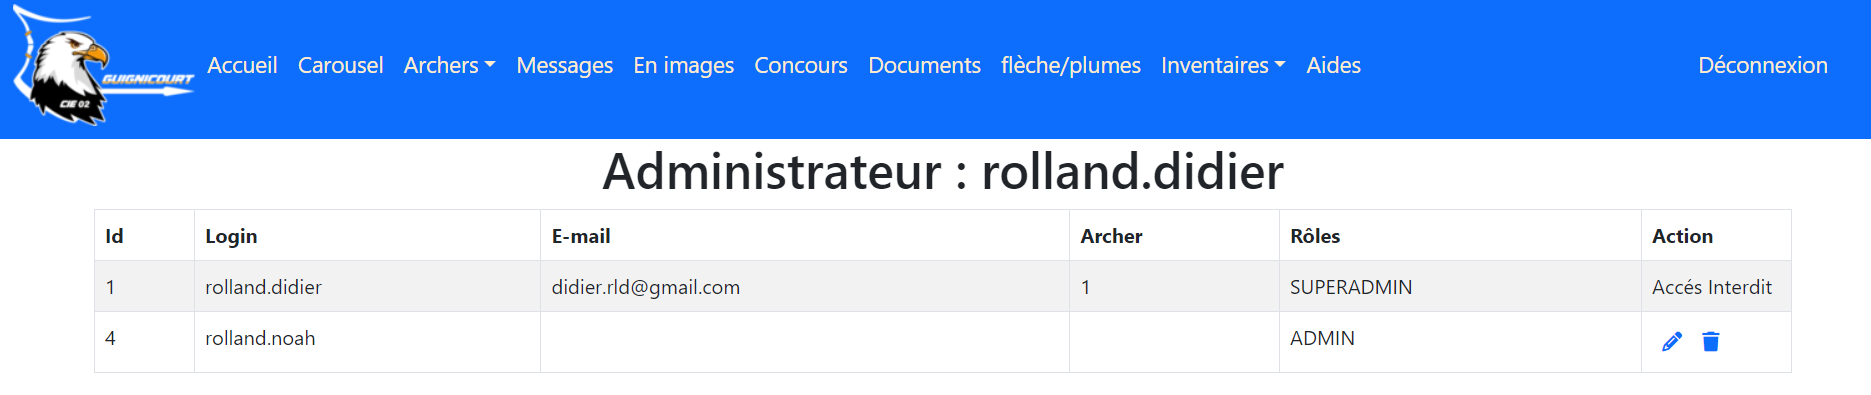 GUIGNICOURT
CIE 02
Accueil Carousel Archers Messages En images Concours Documents flèche/plumes Inventaires Aides Déconnexion
Administrateur : rolland.didier
Id Login E-mail Archer Rôles Action
1 rolland.didier didier.rld@gmail.com 1 SUPERADMIN Accés Interdit
4 rolland.noah ADMIN